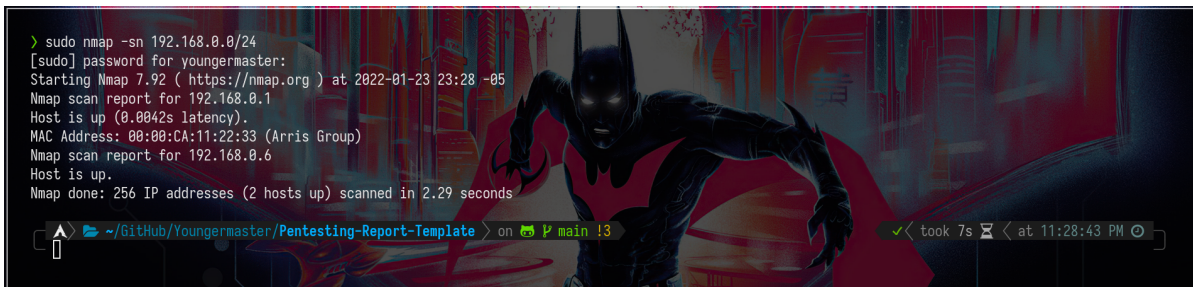 ❯ sudo nmap -sn 192.168.0.0/24
[sudo] password for youngermaster:
Starting Nmap 7.92 ( https://nmap.org ) at 2022-01-23 23:28 -05
Nmap scan report for 192.168.0.1
Host is up (0.0042s latency).
MAC Address: 00:00:CA:11:22:33 (Arris Group)
Nmap scan report for 192.168.0.6
Host is up.
Nmap done: 256 IP addresses (2 hosts up) scanned in 2.29 seconds
~/GitHub/Youngermaster/Pentesting-Report-Template on main !3 ✓ took 7s at 11:28:43 PM